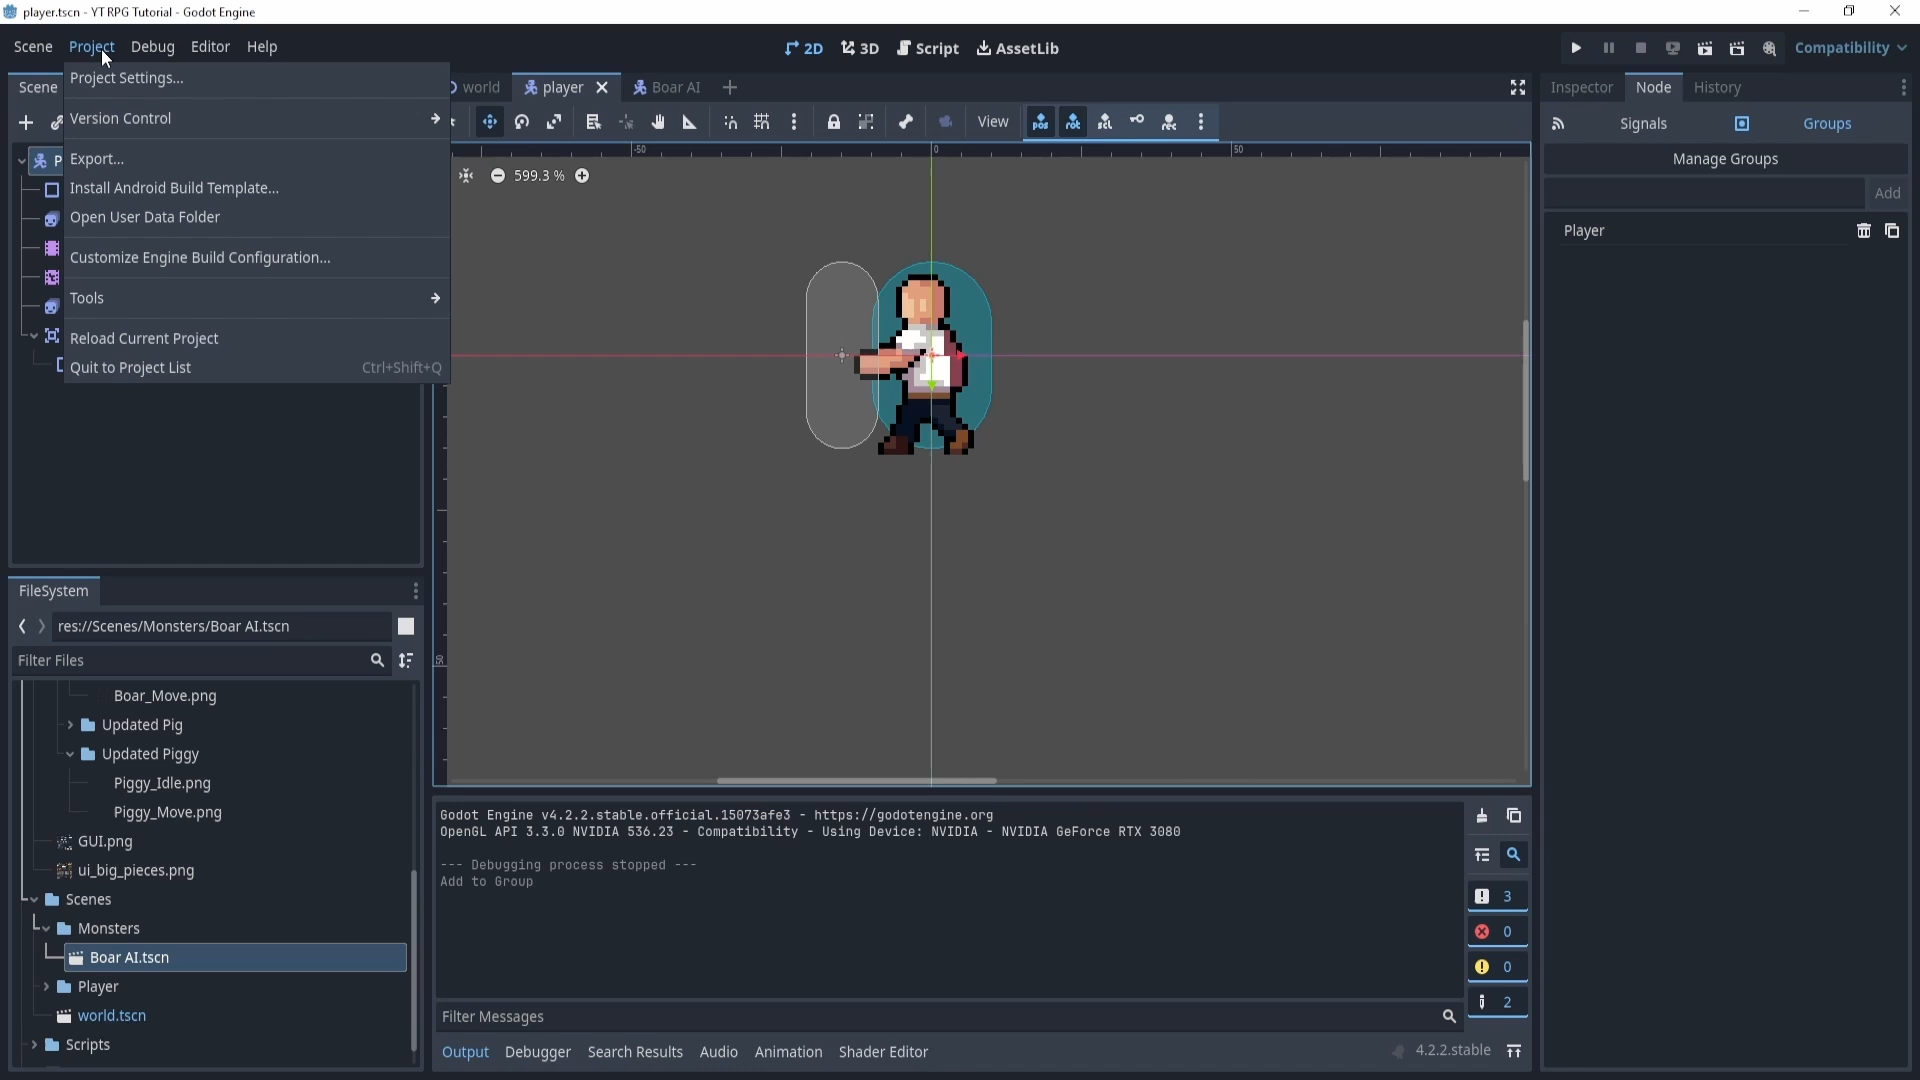 player.tscn - YT RPG Tutorial - Godot Engine
Scene Project Debug Editor Help
2D 3D Script AssetLib
Compatibility
Scene
Project Settings...
Version Control
Export...
Install Android Build Template...
Open User Data Folder
Customize Engine Build Configuration...
Tools
Reload Current Project
Quit to Project List Ctrl+Shift+Q
P
world player Boar AI
View
-50 0 50
599.3 %
50
Inspector Node History
Signals Groups
Manage Groups
Add
Player
FileSystem
res://Scenes/Monsters/Boar AI.tscn
Filter Files
Boar_Move.png
Updated Pig
Updated Piggy
Piggy_Idle.png
Piggy_Move.png
GUI.png
ui_big_pieces.png
Scenes
Monsters
Boar AI.tscn
Player
world.tscn
Scripts
Godot Engine v4.2.2.stable.official.15073afe3 - https://godotengine.org
OpenGL API 3.3.0 NVIDIA 536.23 - Compatibility - Using Device: NVIDIA - NVIDIA GeForce RTX 3080
--- Debugging process stopped ---
Add to Group
3
0
0
2
Filter Messages
Output Debugger Search Results Audio Animation Shader Editor
4.2.2.stable